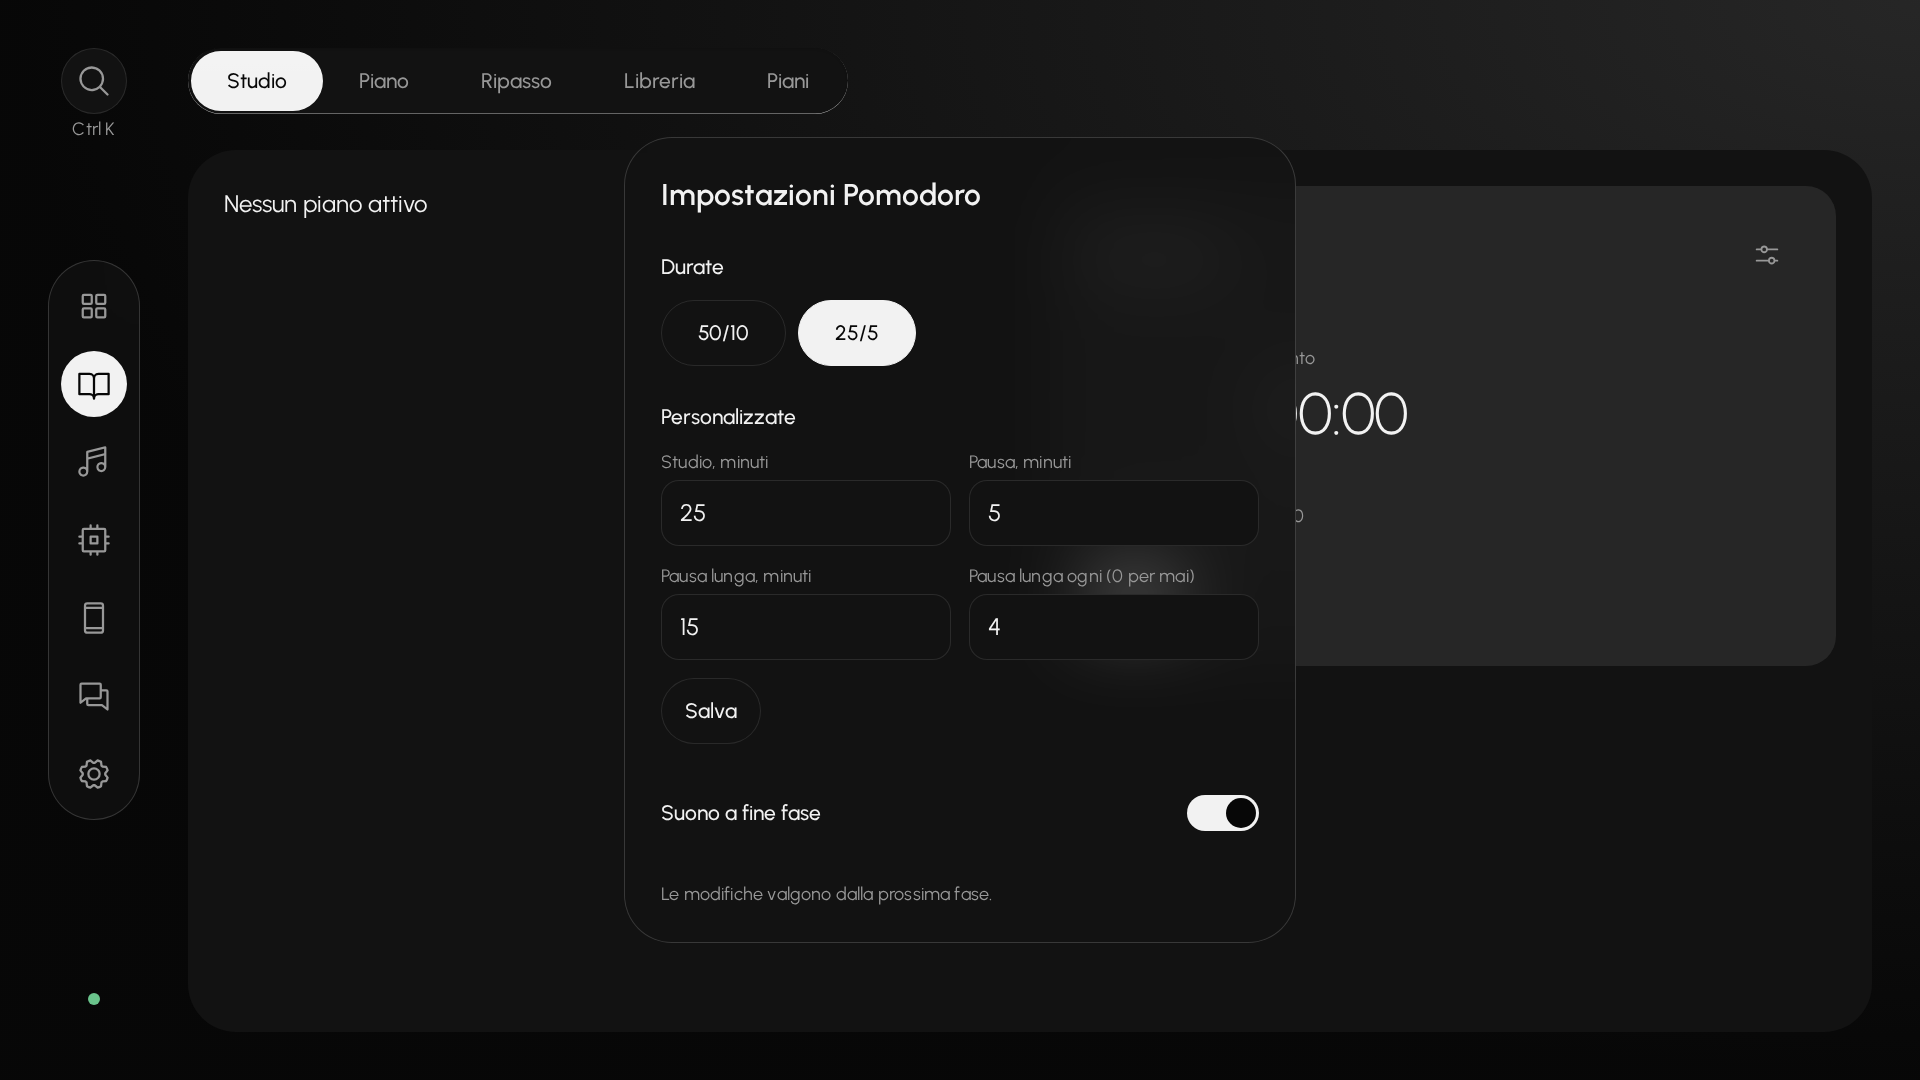 Ctrl K
Studio
Piano
Ripasso
Libreria
Piani
Nessun piano attivo
Impostazioni Pomodoro
Durate
50/10
25/5
Personalizzate
Studio, minuti
Pausa, minuti
25
5
Pausa lunga, minuti
Pausa lunga ogni (0 per mai)
15
4
Salva
Suono a fine fase
Le modifiche valgono dalla prossima fase.
0:00